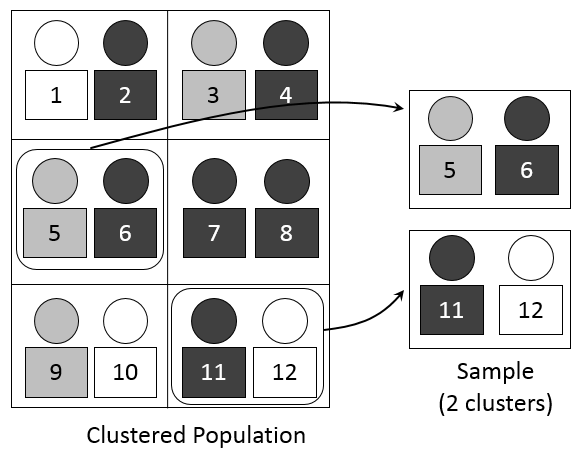 1 2 3 4
5 6 7 8
9 10 11 12
Clustered Population
5 6
11 12
Sample
(2 clusters)